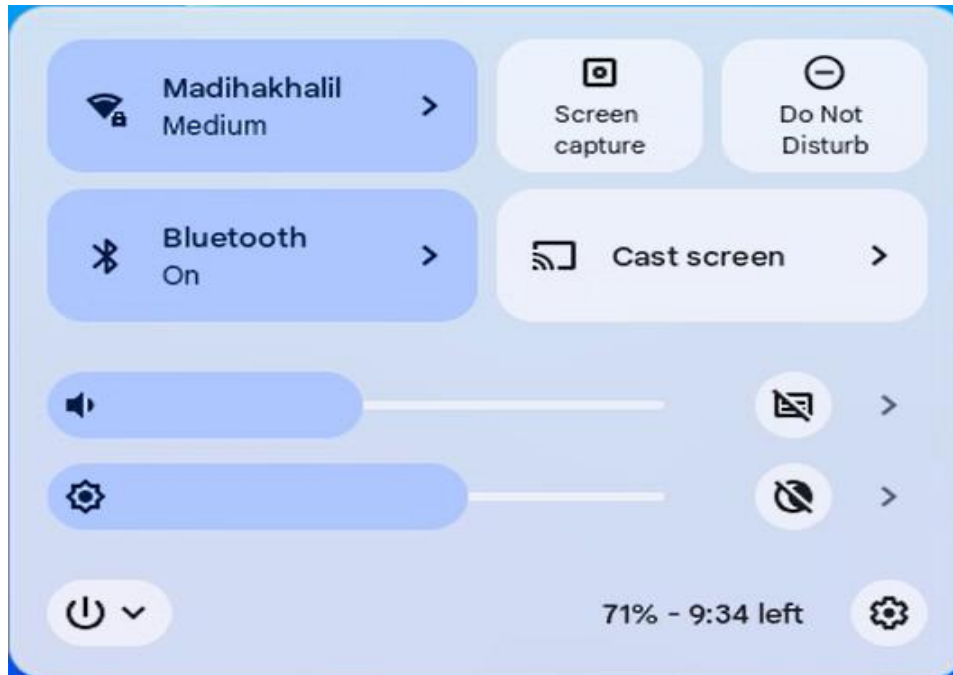 Madihakhalil
Medium
Screen
capture
Do Not
Disturb
Bluetooth
On
Cast screen
71% - 9:34 left